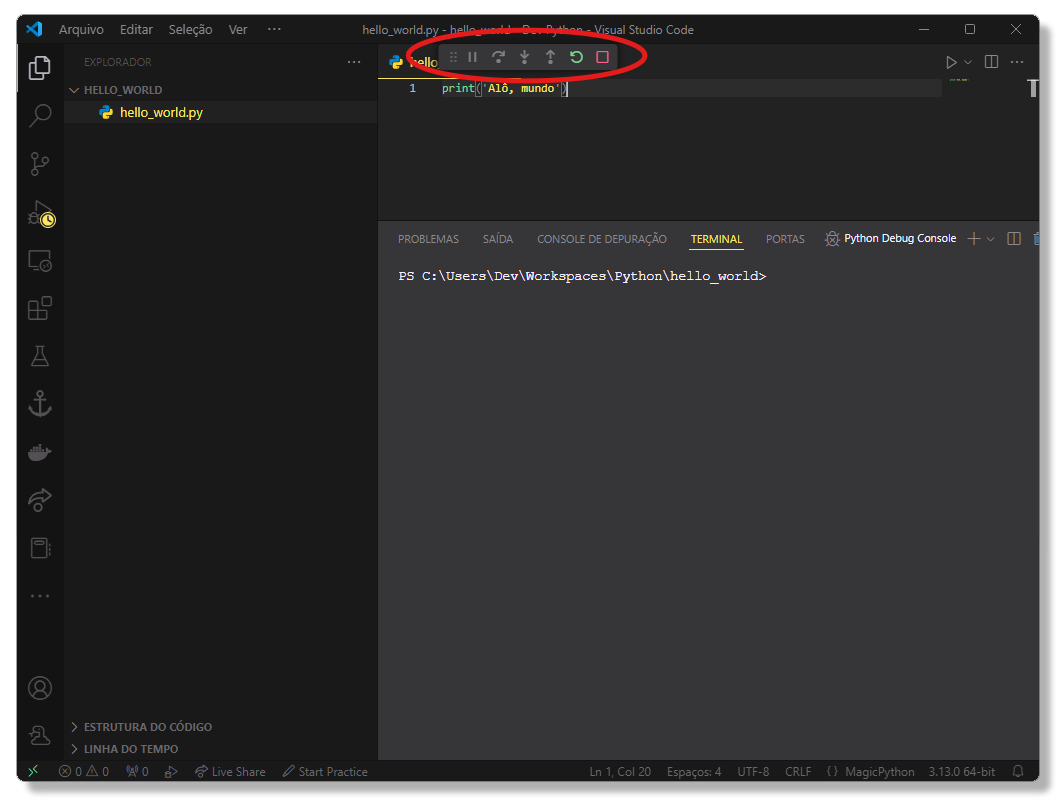 Arquivo Editar Seleção Ver ··· hello_world.py - hello_world - Dev Python - Visual Studio Code
EXPLORADOR ···
HELLO_WORLD
hello_world.py
ESTRUTURA DO CÓDIGO
LINHA DO TEMPO
hello
1 print('Alô, mundo')
PROBLEMAS SAÍDA CONSOLE DE DEPURAÇÃO TERMINAL PORTAS Python Debug Console
PS C:\Users\Dev\Workspaces\Python\hello_world>
0 0 0 Live Share Start Practice Ln 1, Col 20 Espaços: 4 UTF-8 CRLF {} MagicPython 3.13.0 64-bit